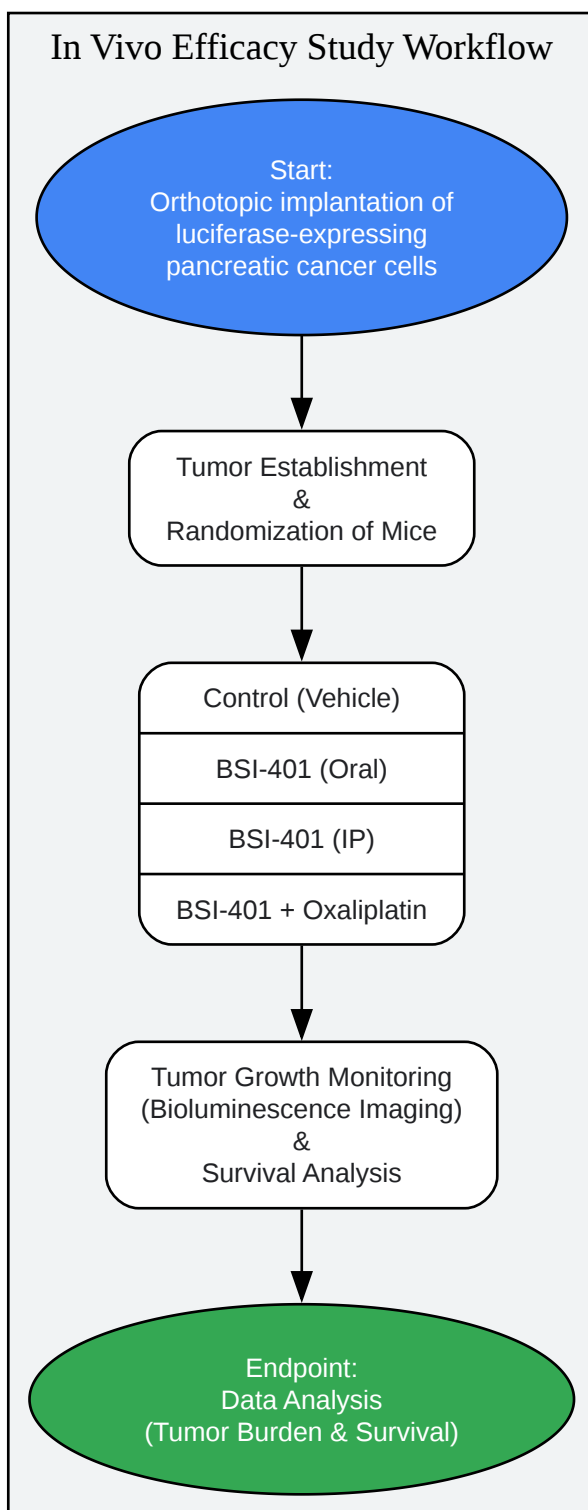 In Vivo Efficacy Study Workflow
Start:
Orthotopic implantation of
luciferase-expressing
pancreatic cancer cells
Tumor Establishment
&
Randomization of Mice
Control (Vehicle)
BSI-401 (Oral)
BSI-401 (IP)
BSI-401 + Oxaliplatin
Tumor Growth Monitoring
(Bioluminescence Imaging)
&
Survival Analysis
Endpoint:
Data Analysis
(Tumor Burden & Survival)